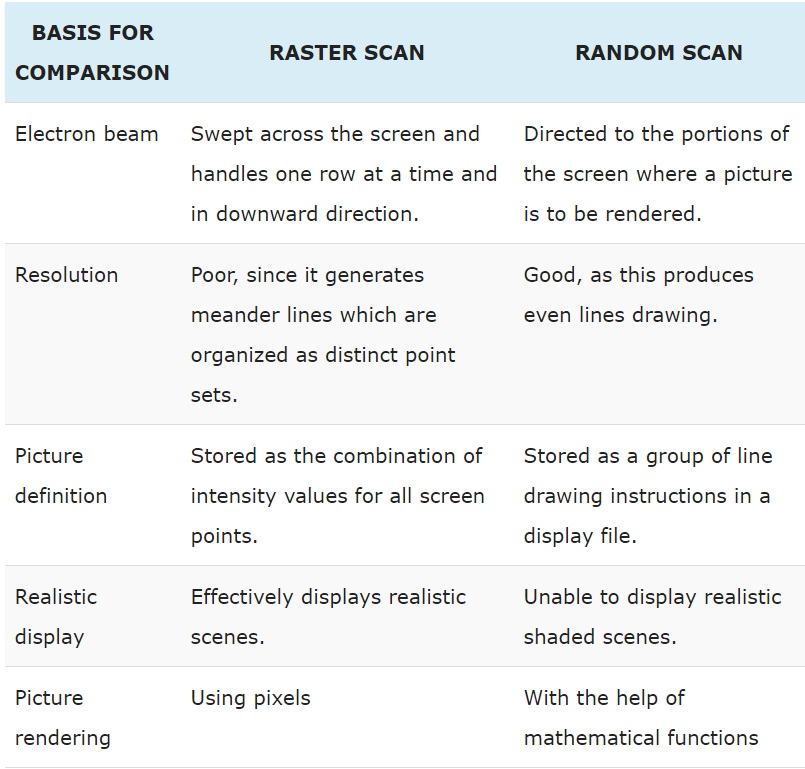 BASIS FOR
COMPARISON
RASTER SCAN
RANDOM SCAN
Electron beam
Swept across the screen and
handles one row at a time and
in downward direction.
Directed to the portions of
the screen where a picture
is to be rendered.
Resolution
Poor, since it generates
meander lines which are
organized as distinct point
sets.
Good, as this produces
even lines drawing.
Picture
definition
Stored as the combination of
intensity values for all screen
points.
Stored as a group of line
drawing instructions in a
display file.
Realistic
display
Effectively displays realistic
scenes.
Unable to display realistic
shaded scenes.
Picture
rendering
Using pixels
With the help of
mathematical functions